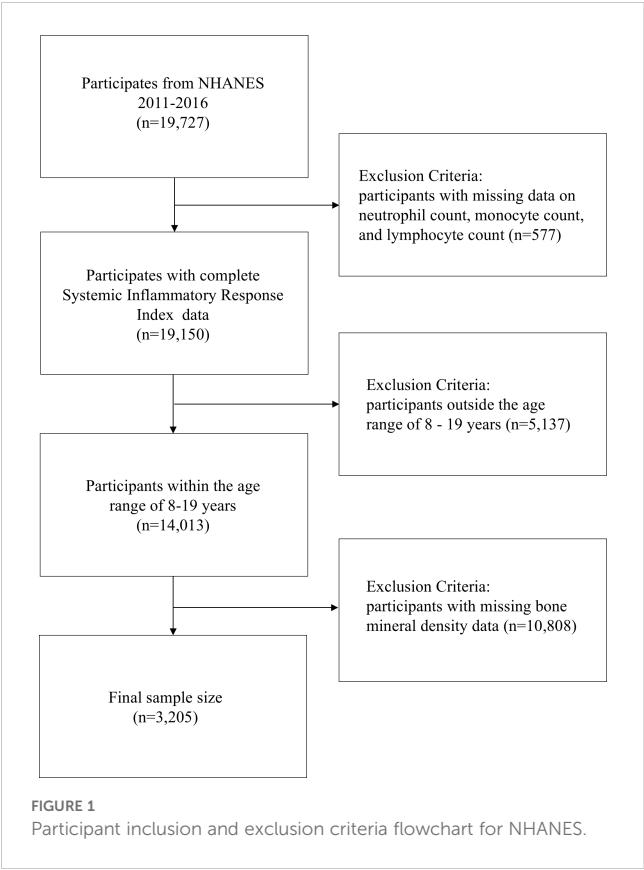 Participates from NHANES
2011-2016
(n=19,727)
Exclusion Criteria:
participants with missing data on
neutrophil count, monocyte count,
and lymphocyte count (n=577)
Participates with complete
Systemic Inflammatory Response
Index data
(n=19,150)
Exclusion Criteria:
participants outside the age
range of 8 - 19 years (n=5,137)
Participants within the age
range of 8-19 years
(n=14,013)
Exclusion Criteria:
participants with missing bone
mineral density data (n=10,808)
Final sample size
(n=3,205)
FIGURE 1
Participant inclusion and exclusion criteria flowchart for NHANES.